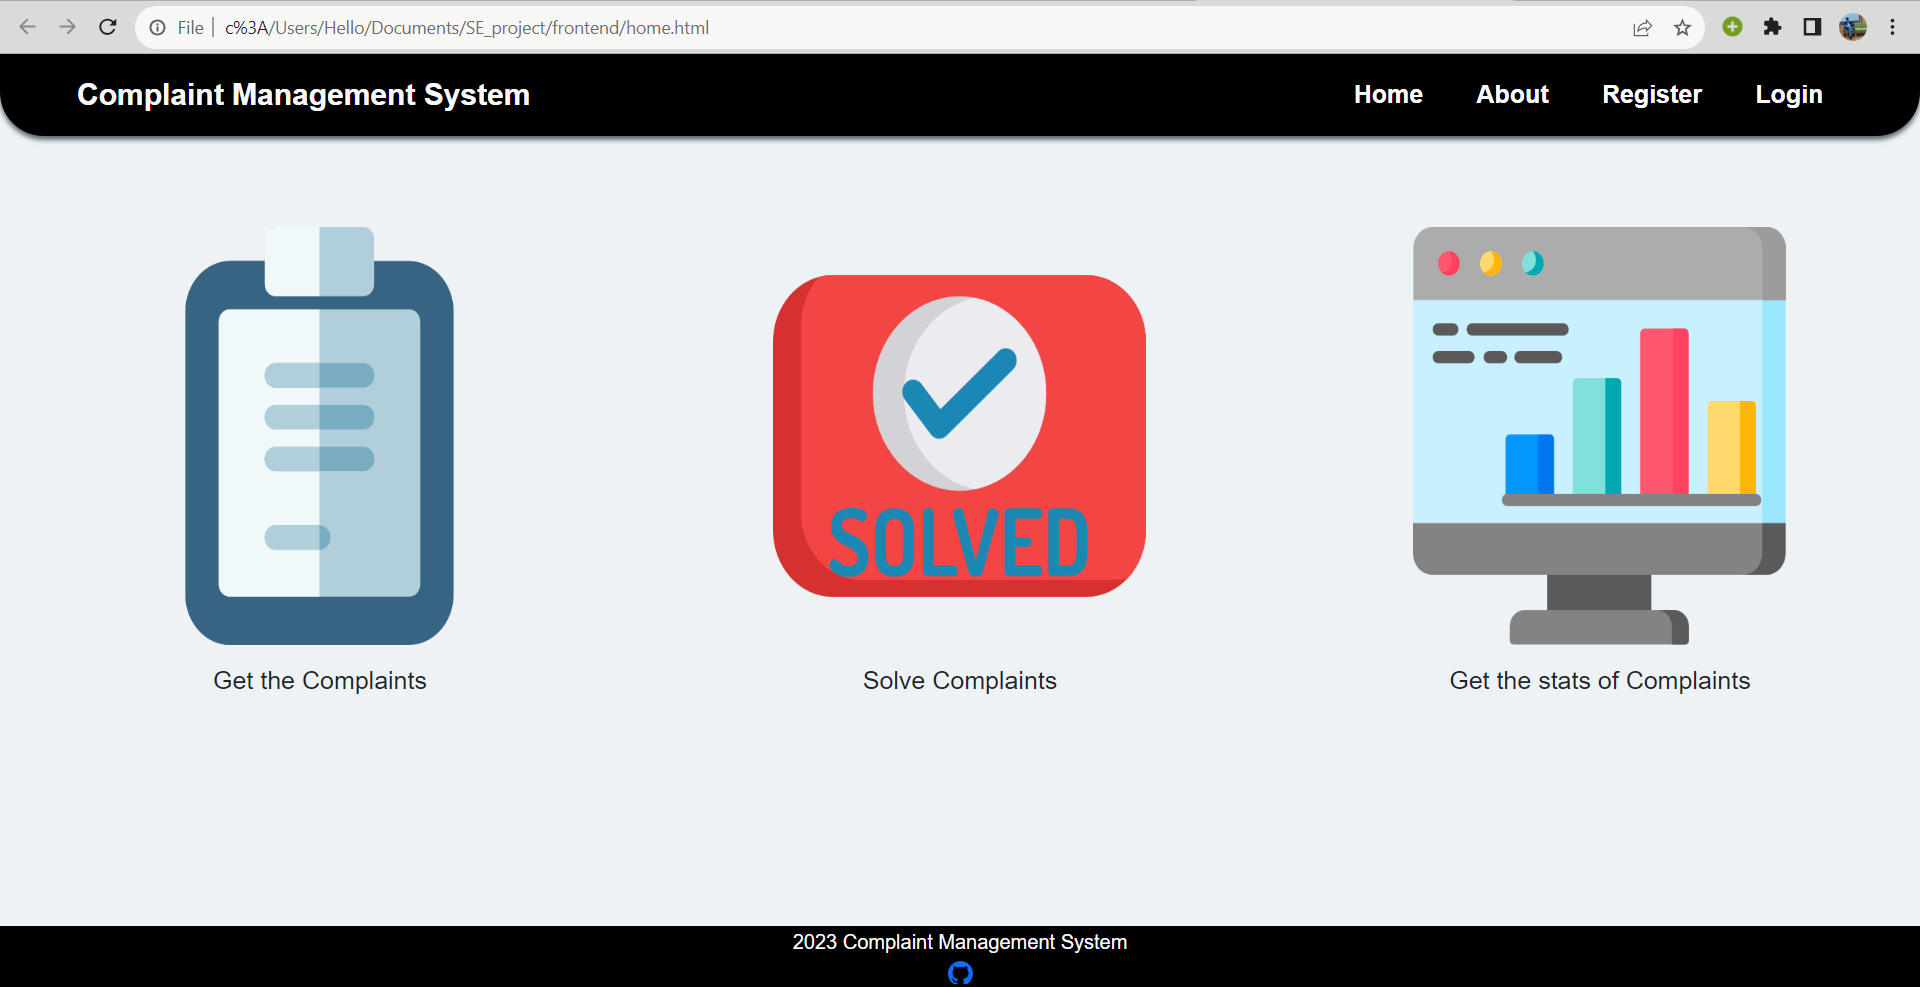 File | c%3A/Users/Hello/Documents/SE_project/frontend/home.html
Complaint Management System
Home About Register Login
SOLVED
Get the Complaints
Solve Complaints
Get the stats of Complaints
2023 Complaint Management System